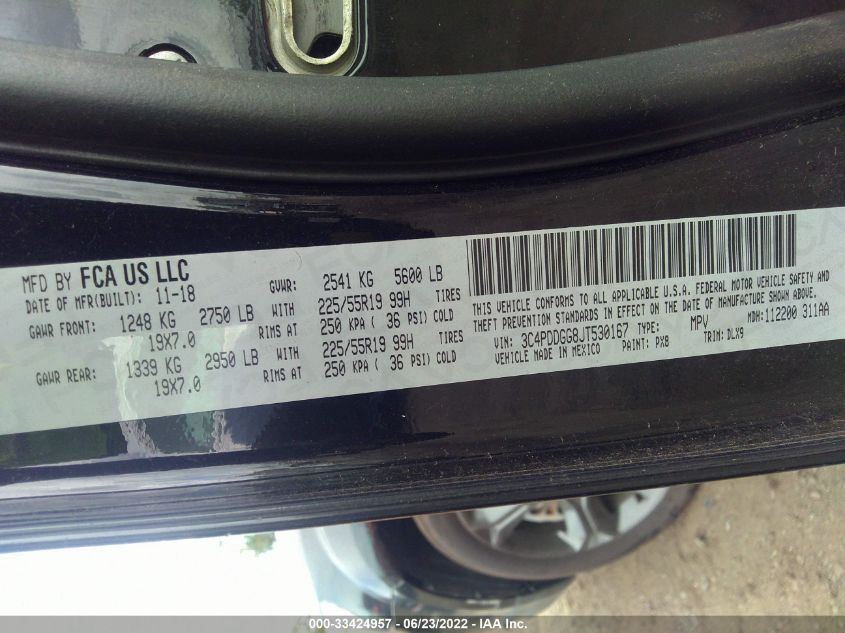 MFD BY FCA US LLC
DATE OF MFR(BUILT): 11-18 GVWR: 2541 KG 5600 LB
GAWR FRONT: 1248 KG 2750 LB WITH 225/55R19 99H TIRES
19X7.0 RIMS AT 250 KPA ( 36 PSI) COLD
GAWR REAR: 1339 KG 2950 LB WITH 225/55R19 99H TIRES
19X7.0 RIMS AT 250 KPA ( 36 PSI) COLD
THIS VEHICLE CONFORMS TO ALL APPLICABLE U.S.A. FEDERAL MOTOR VEHICLE SAFETY AND
THEFT PREVENTION STANDARDS IN EFFECT ON THE DATE OF MANUFACTURE SHOWN ABOVE.
VIN: 3C4PDDGG8JT530167 TYPE: MPV MDH: 112200 311AA
VEHICLE MADE IN MEXICO PAINT: PX8 TRIM: DLX9
000-33424957 - 06/23/2022 - IAA Inc.